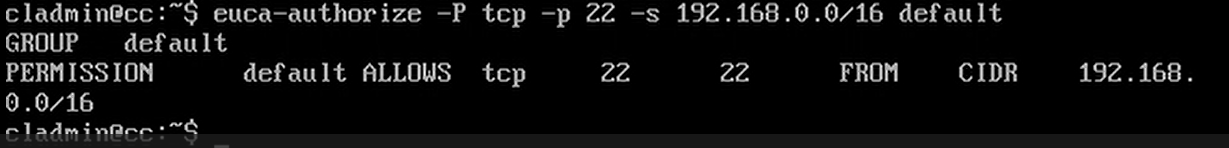 cladmin@cc:~$ euca-authorize -P tcp -p 22 -s 192.168.0.0/16 default
GROUP   default
PERMISSION      default ALLOWS  tcp     22      22      FROM    CIDR    192.168.
0.0/16
cladmin@cc:~$ _